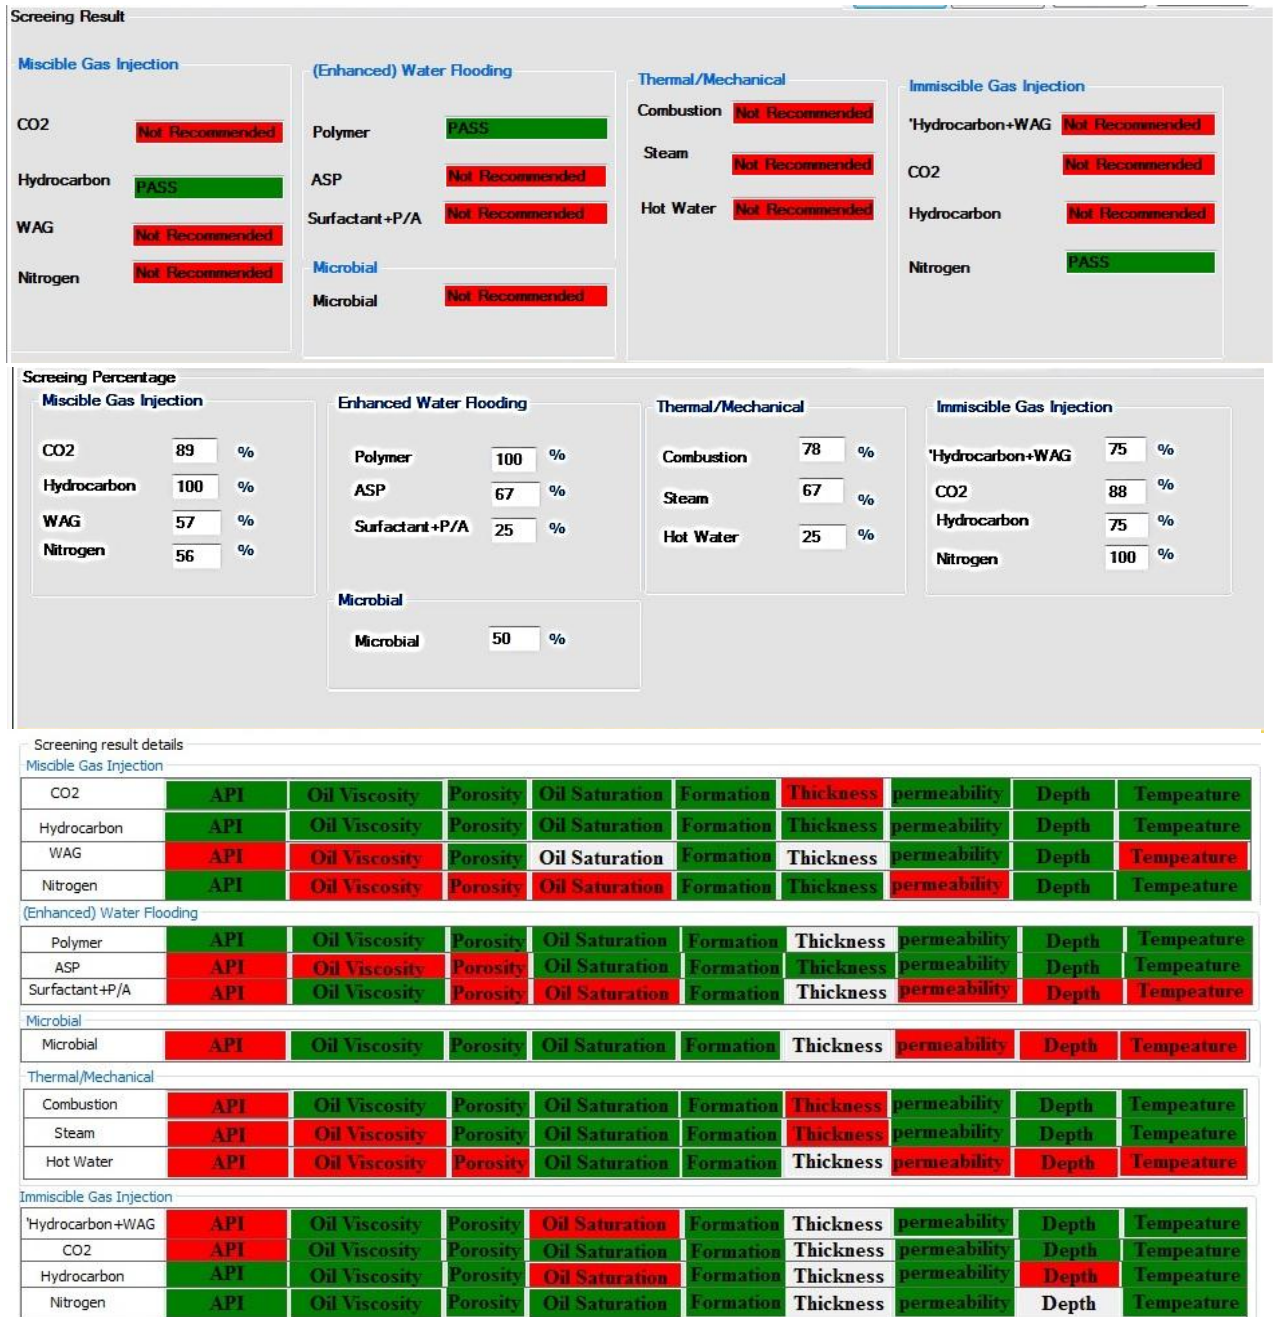 Screeing Result
Miscible Gas Injection
CO2 Not Recommended
Hydrocarbon PASS
WAG Not Recommended
Nitrogen Not Recommended
(Enhanced) Water Flooding
Polymer PASS
ASP Not Recommended
Surfactant+P/A Not Recommended
Microbial
Microbial Not Recommended
Thermal/Mechanical
Combustion Not Recommended
Steam Not Recommended
Hot Water Not Recommended
Immiscible Gas Injection
'Hydrocarbon+WAG Not Recommended
CO2 Not Recommended
Hydrocarbon Not Recommended
Nitrogen PASS
Screeing Percentage
Miscible Gas Injection
CO2 89 %
Hydrocarbon 100 %
WAG 57 %
Nitrogen 56 %
Enhanced Water Flooding
Polymer 100 %
ASP 67 %
Surfactant+P/A 25 %
Microbial
Microbial 50 %
Thermal/Mechanical
Combustion 78 %
Steam 67 %
Hot Water 25 %
Immiscible Gas Injection
'Hydrocarbon+WAG 75 %
CO2 88 %
Hydrocarbon 75 %
Nitrogen 100 %
Screening result details
Miscible Gas Injection
CO2 API Oil Viscosity Porosity Oil Saturation Formation Thickness permeability Depth Tempeature
Hydrocarbon API Oil Viscosity Porosity Oil Saturation Formation Thickness permeability Depth Tempeature
WAG API Oil Viscosity Porosity Oil Saturation Formation Thickness permeability Depth Tempeature
Nitrogen API Oil Viscosity Porosity Oil Saturation Formation Thickness permeability Depth Tempeature
(Enhanced) Water Flooding
Polymer API Oil Viscosity Porosity Oil Saturation Formation Thickness permeability Depth Tempeature
ASP API Oil Viscosity Porosity Oil Saturation Formation Thickness permeability Depth Tempeature
Surfactant+P/A API Oil Viscosity Porosity Oil Saturation Formation Thickness permeability Depth Tempeature
Microbial
Microbial API Oil Viscosity Porosity Oil Saturation Formation Thickness permeability Depth Tempeature
Thermal/Mechanical
Combustion API Oil Viscosity Porosity Oil Saturation Formation Thickness permeability Depth Tempeature
Steam API Oil Viscosity Porosity Oil Saturation Formation Thickness permeability Depth Tempeature
Hot Water API Oil Viscosity Porosity Oil Saturation Formation Thickness permeability Depth Tempeature
Immiscible Gas Injection
'Hydrocarbon+WAG API Oil Viscosity Porosity Oil Saturation Formation Thickness permeability Depth Tempeature
CO2 API Oil Viscosity Porosity Oil Saturation Formation Thickness permeability Depth Tempeature
Hydrocarbon API Oil Viscosity Porosity Oil Saturation Formation Thickness permeability Depth Tempeature
Nitrogen API Oil Viscosity Porosity Oil Saturation Formation Thickness permeability Depth Tempeature